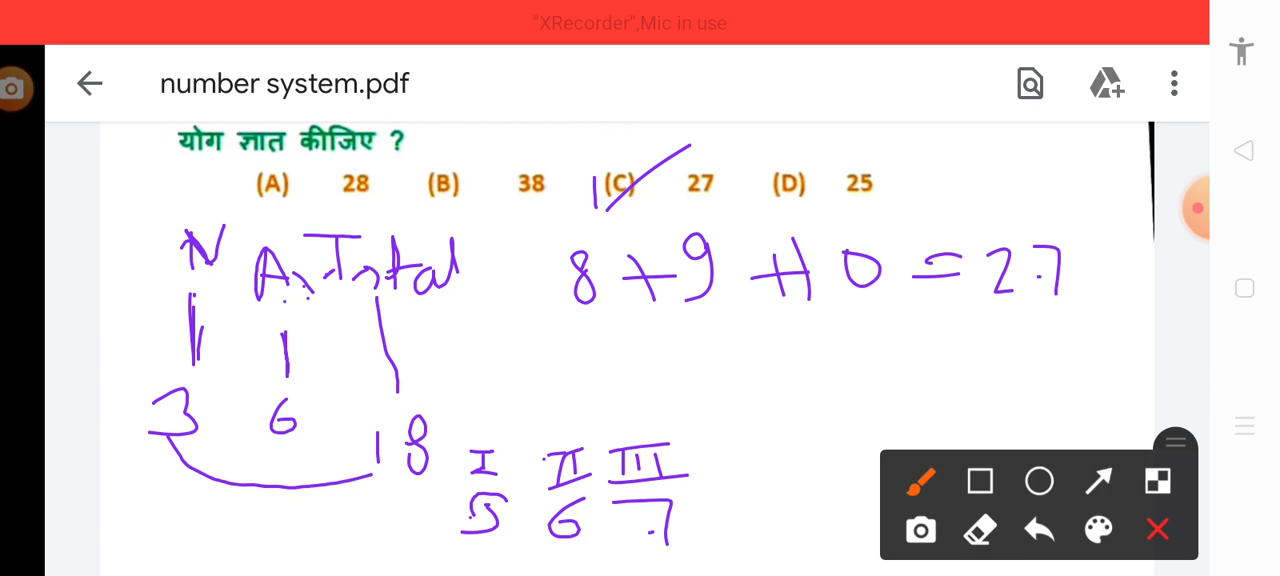 "XRecorder",Mic in use
number system.pdf
योग ज्ञात कीजिए ?
(A) 28 (B) 38 (C) 27 (D) 25
N A. Total 8+9+10=27
3 6 18
I II III
5 6 7